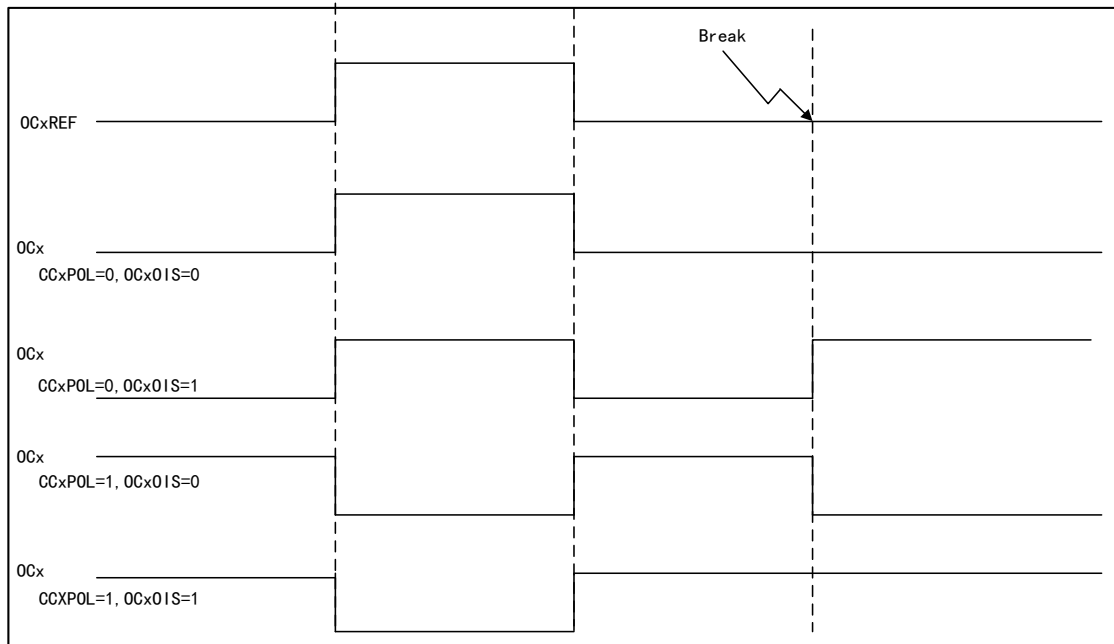 Break
OCxREF
OCx
CCxPOL=0,OCxOIS=0
OCx
CCxPOL=0,OCxOIS=1
OCx
CCxPOL=1,OCxOIS=0
OCx
CCXPOL=1,OCxOIS=1